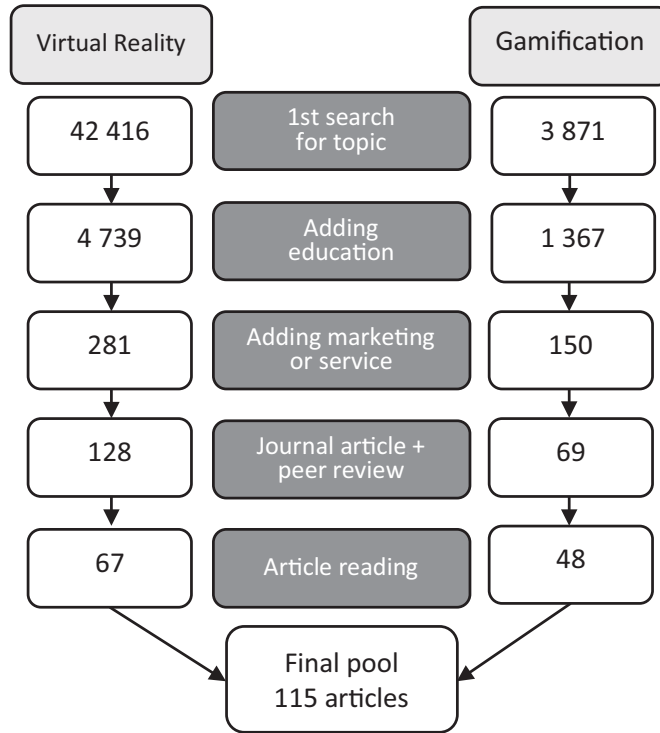 Virtual Reality
Gamification
42 416
1st search
for topic
3 871
4 739
Adding
education
1 367
281
Adding marketing
or service
150
128
Journal article +
peer review
69
67
Article reading
48
Final pool
115 articles